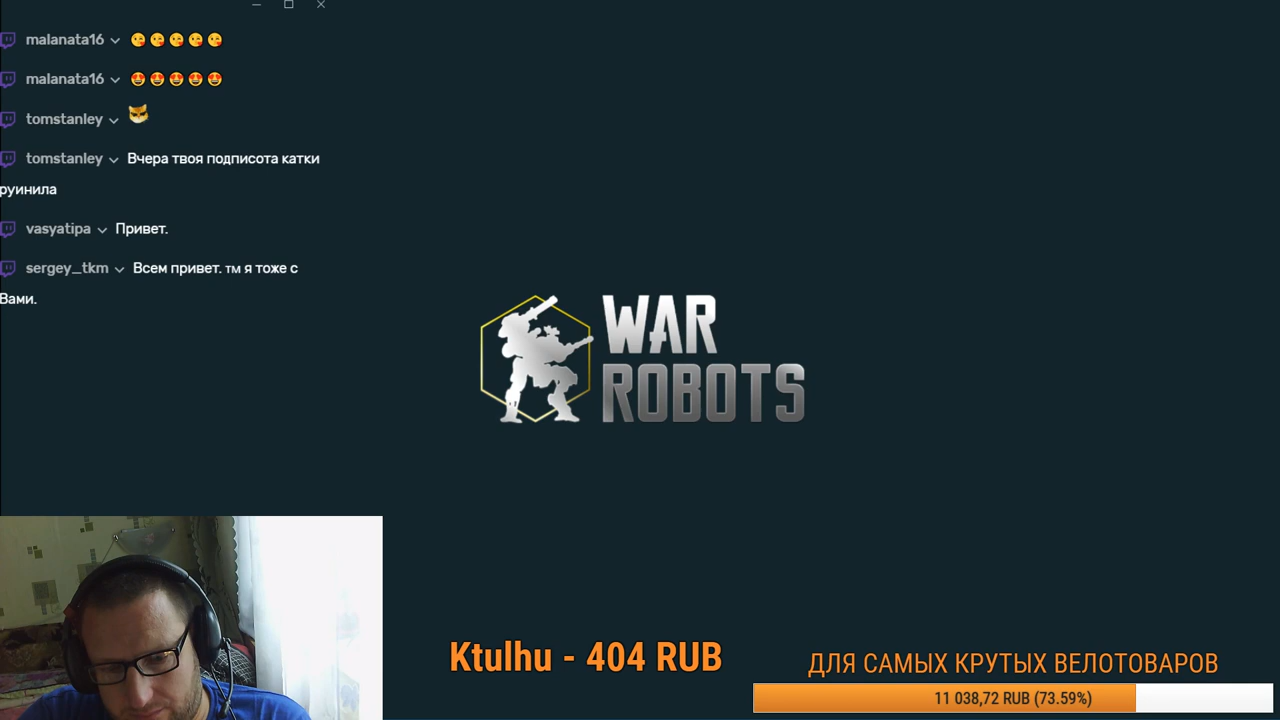 malanata16
malanata16
tomstanley
tomstanley Вчера твоя подписота катки
руинила
vasyatipa Привет.
sergey_tkm Всем привет. тм я тоже с
Вами.
WAR
ROBOTS
Ktulhu - 404 RUB
ДЛЯ САМЫХ КРУТЫХ ВЕЛОТОВАРОВ
11 038,72 RUB (73.59%)